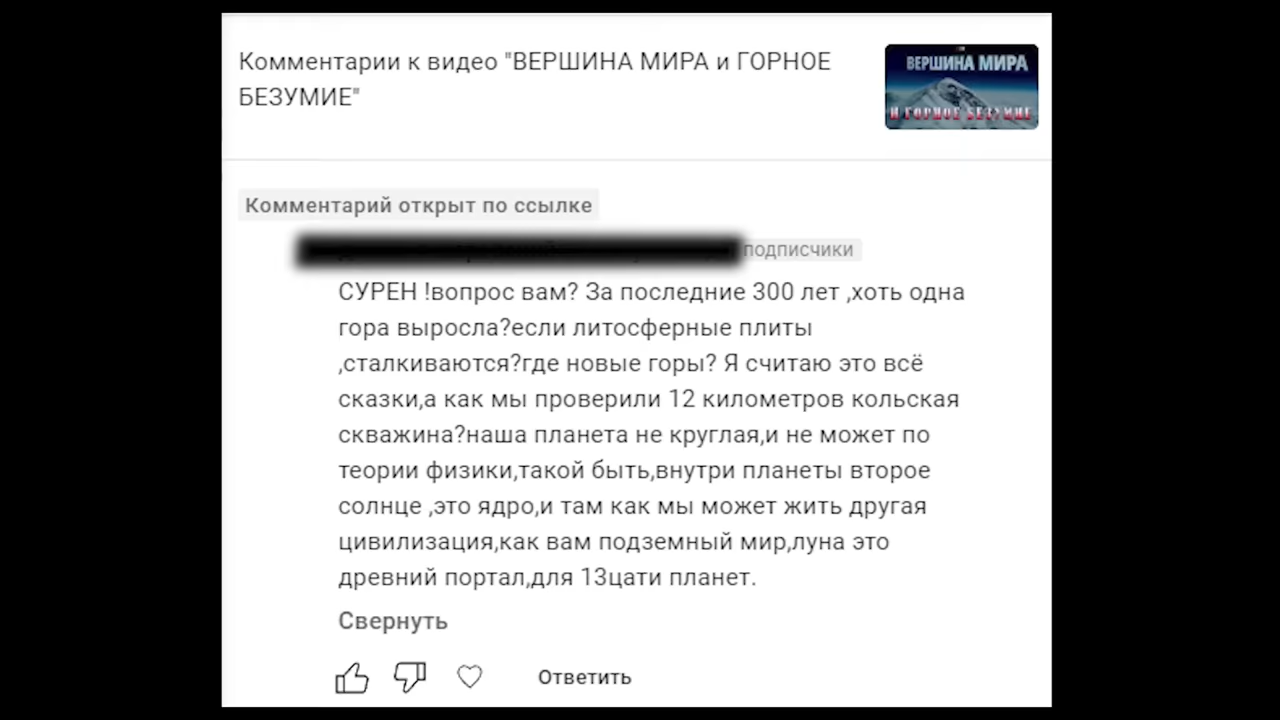 Комментарии к видео "ВЕРШИНА МИРА и ГОРНОЕ
БЕЗУМИЕ"
ВЕРШИНА МИРА
И ГОРНОЕ БЕЗУМИЕ
Комментарий открыт по ссылке
подписчики
СУРЕН !вопрос вам? За последние 300 лет ,хоть одна
гора выросла?если литосферные плиты
,сталкиваются?где новые горы? Я считаю это всё
сказки,а как мы проверили 12 километров кольская
скважина?наша планета не круглая,и не может по
теории физики,такой быть,внутри планеты второе
солнце ,это ядро,и там как мы может жить другая
цивилизация,как вам подземный мир,луна это
древний портал,для 13цати планет.
Свернуть
Ответить